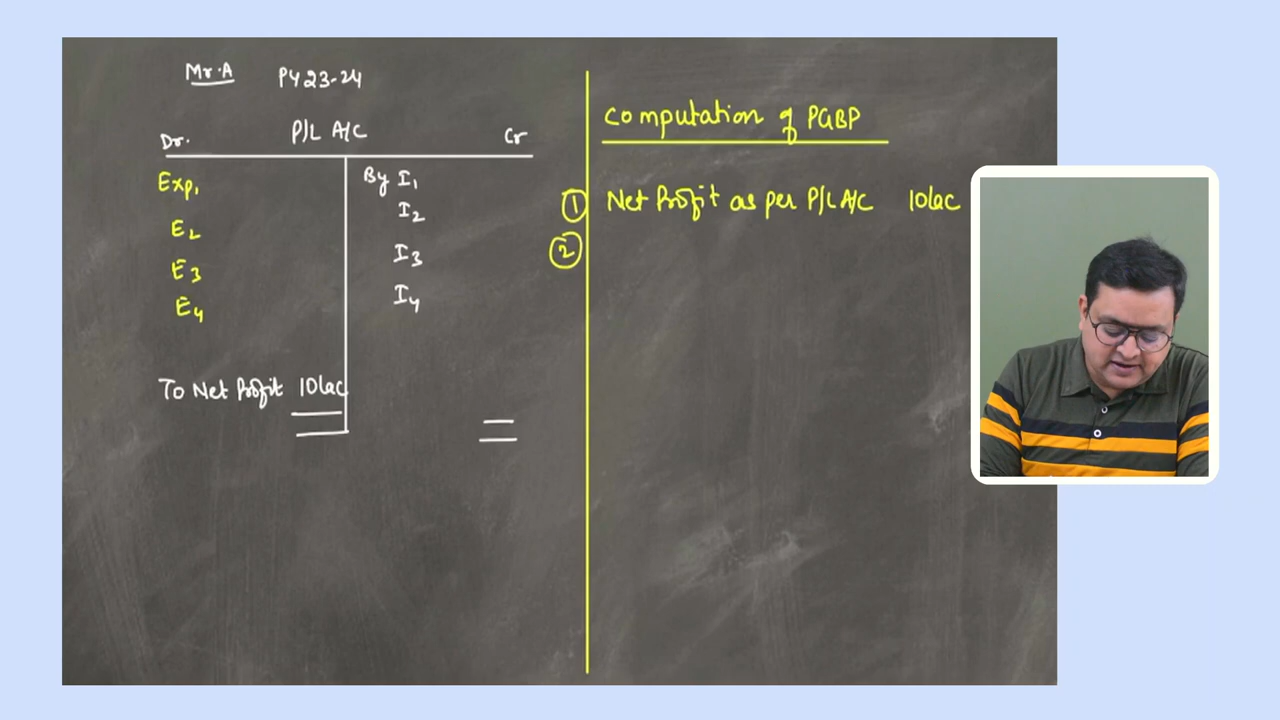 Mr.A PY 23-24
Dr. P/L A/C Cr
Exp1 By I1
E2 I2
E3 I3
E4 I4
To Net Profit 10lac
Computation of PGBP
① Net Profit as per P/L A/C 10lac
②